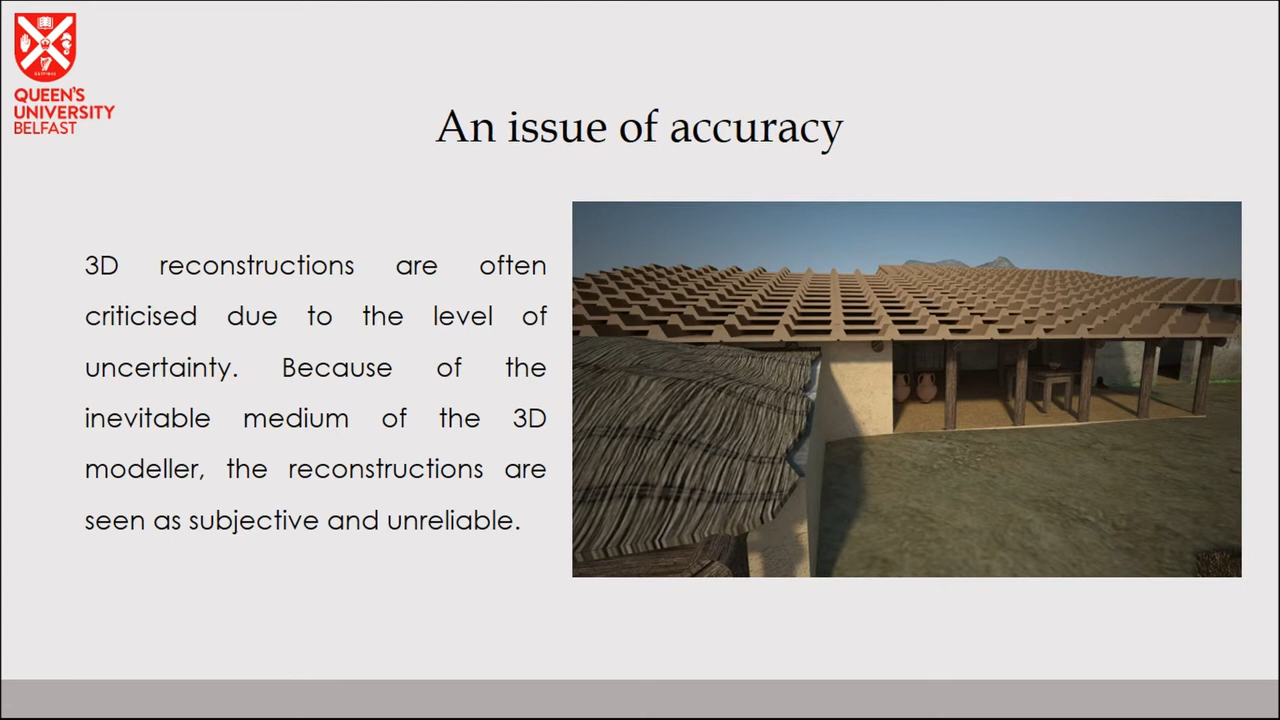 QUEEN'S
UNIVERSITY
BELFAST
An issue of accuracy
3D reconstructions are often
criticised due to the level of
uncertainty. Because of the
inevitable medium of the 3D
modeller, the reconstructions are
seen as subjective and unreliable.